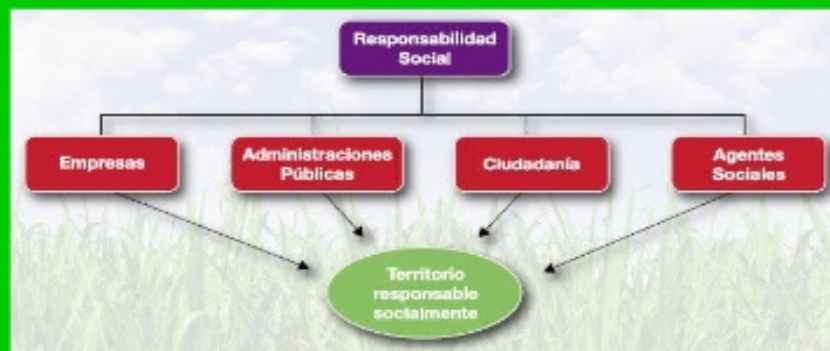 Responsabilidad
Social
Empresas
Administraciones
Públicas
Ciudadanía
Agentes
Sociales
Territorio
responsable
socialmente